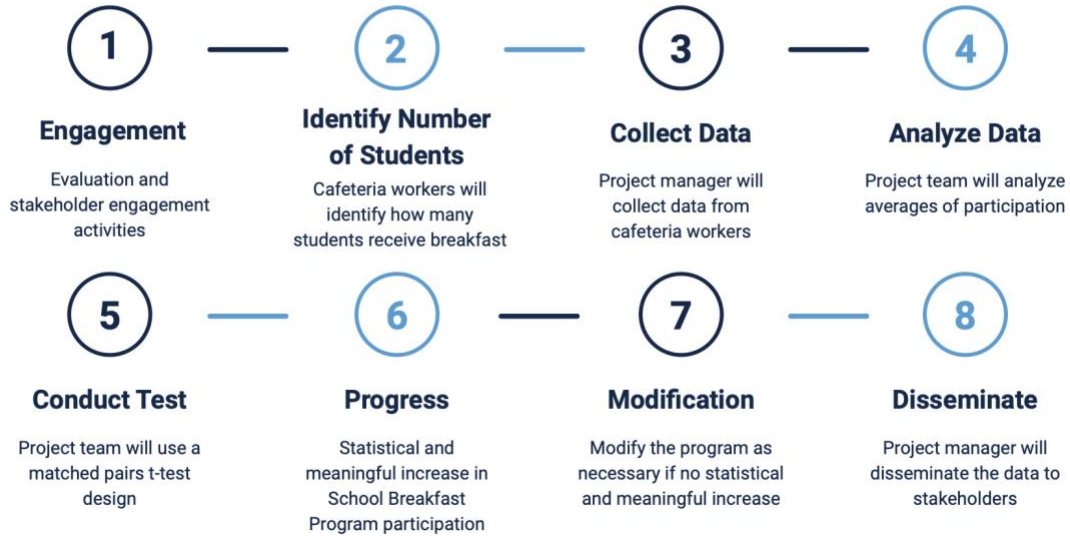 1
Engagement
Evaluation and
stakeholder engagement
activities
2
Identify Number
of Students
Cafeteria workers will
identify how many
students receive breakfast
3
Collect Data
Project manager will
collect data from
cafeteria workers
4
Analyze Data
Project team will analyze
averages of participation
5
Conduct Test
Project team will use a
matched pairs t-test
design
6
Progress
Statistical and
meaningful increase in
School Breakfast
Program participation
7
Modification
Modify the program as
necessary if no statistical
and meaningful increase
8
Disseminate
Project manager will
disseminate the data to
stakeholders